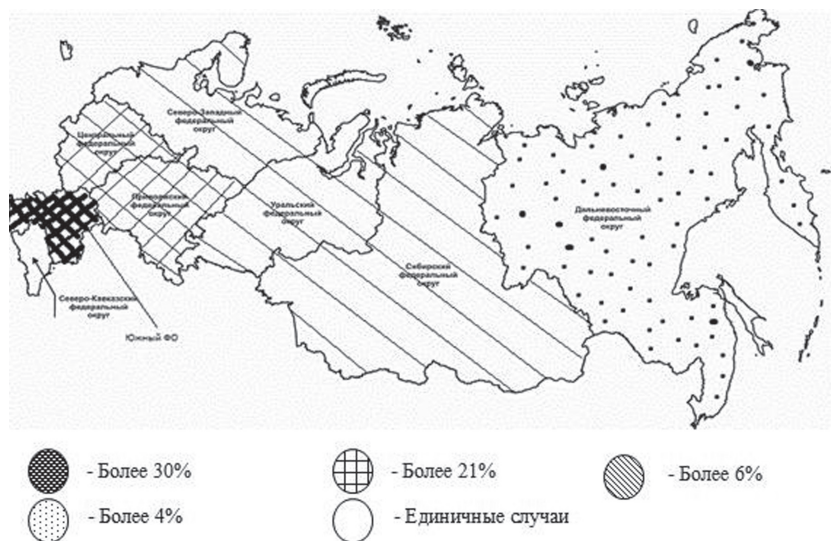 Северо-Западный
федеральный
округ
Центральный
федеральный
округ
Приволжский
федеральный
округ
Уральский
федеральный
округ
Дальневосточный
федеральный
округ
Сибирский
федеральный
округ
Северо-Кавказский
федеральный
округ
Южный ФО
- Более 30%
- Более 21%
- Более 6%
- Более 4%
- Единичные случаи